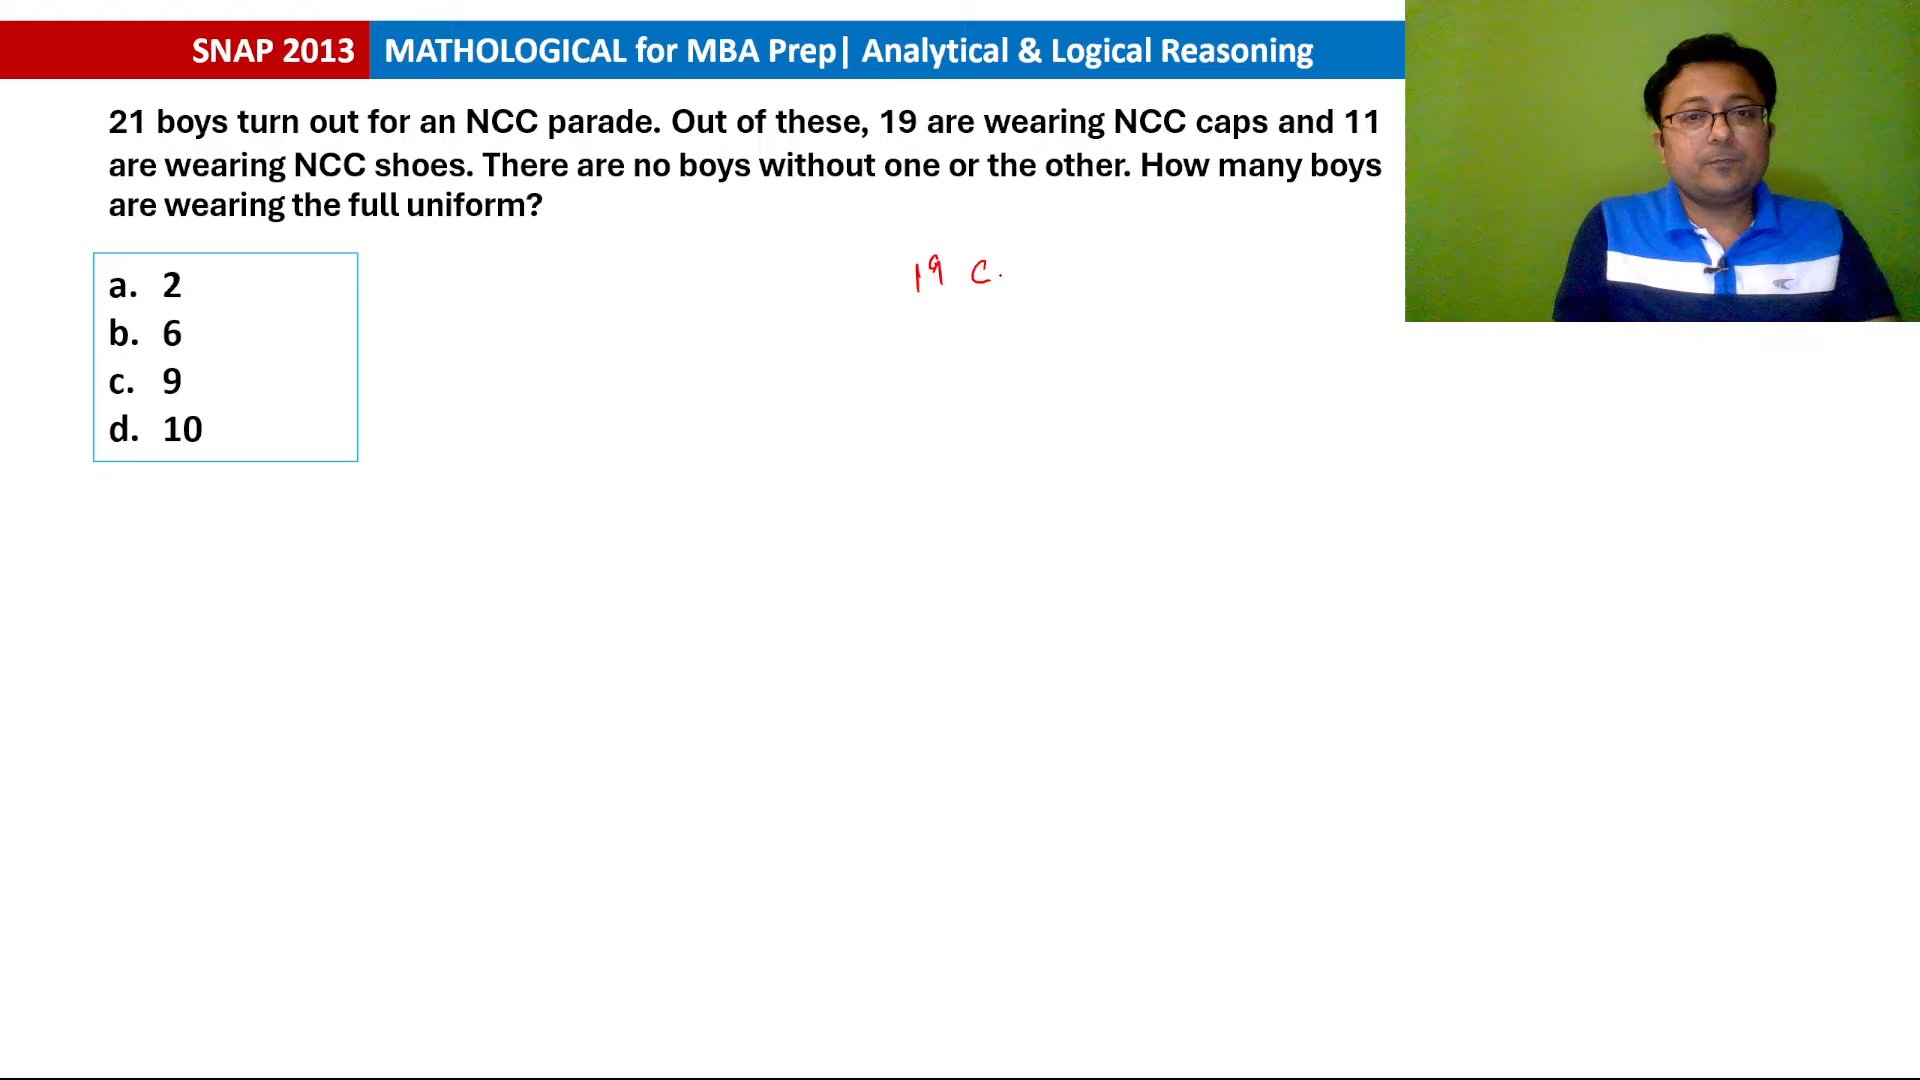 SNAP 2013 MATHOLOGICAL for MBA Prep| Analytical & Logical Reasoning
21 boys turn out for an NCC parade. Out of these, 19 are wearing NCC caps and 11
are wearing NCC shoes. There are no boys without one or the other. How many boys
are wearing the full uniform?
19 C.
a. 2
b. 6
c. 9
d. 10